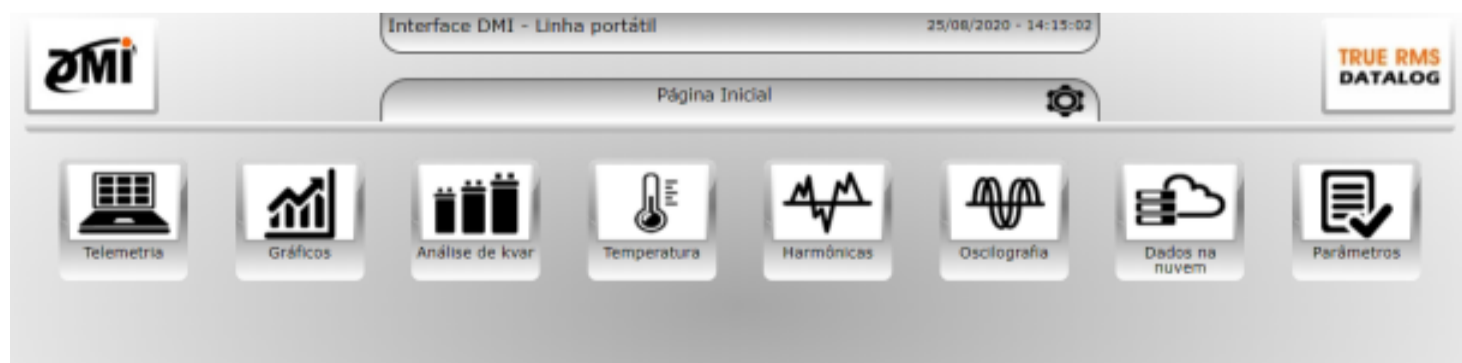 Interface DMI - Linha portátil 25/08/2020 - 14:15:02
DMI
TRUE RMS
DATALOG
Página Inicial
Telemetria
Gráficos
Análise de kvar
Temperatura
Harmônicas
Oscilografia
Dados na
nuvem
Parâmetros